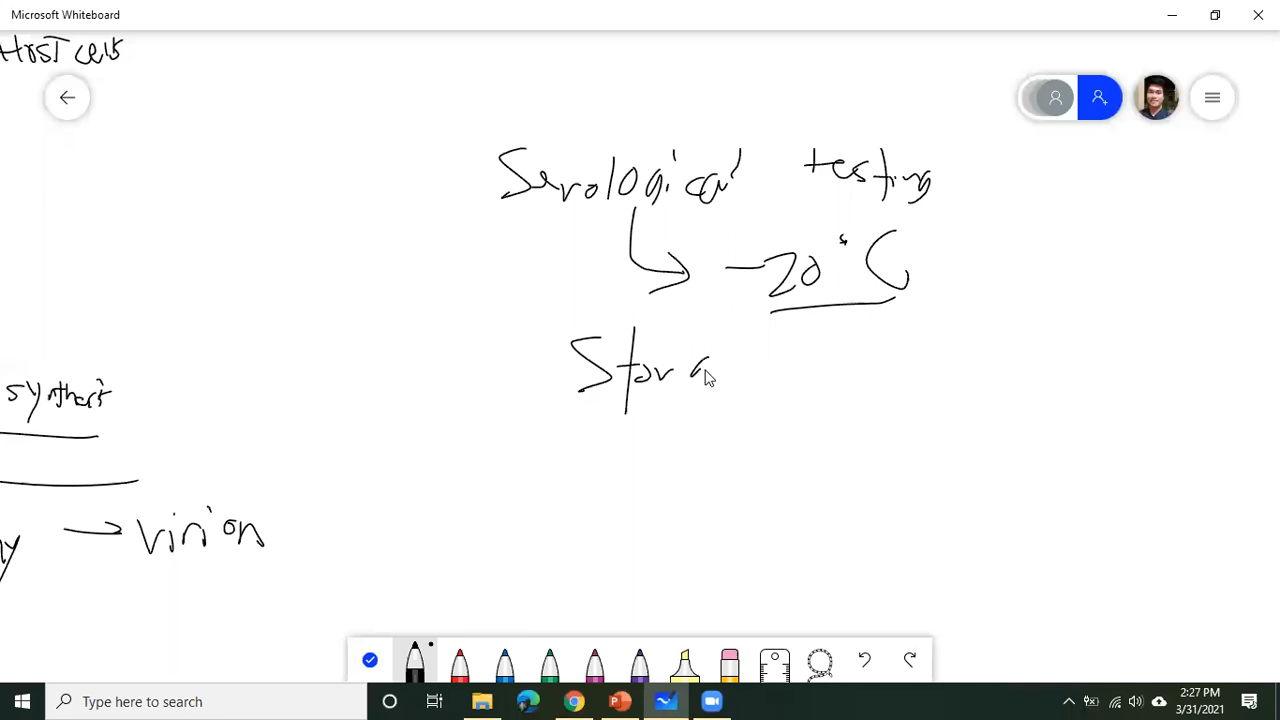 Microsoft Whiteboard
Host cells
Serological testing
-20°C
Stora
synthesis
virion
Type here to search
2:27 PM
3/31/2021